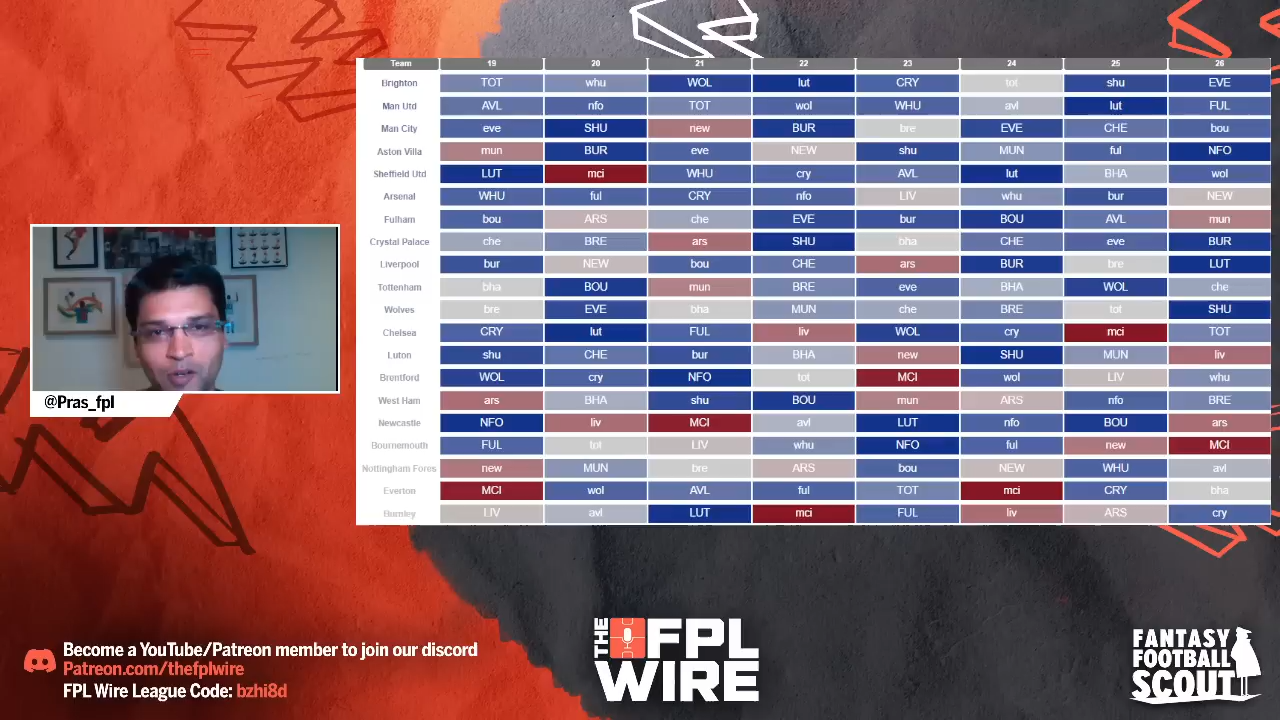 Team 19 20 21 22 23 24 25 26
Brighton TOT whu WOL lut CRY tot shu EVE
Man Utd AVL nfo TOT wol WHU avl lut FUL
Man City eve SHU new BUR bre EVE CHE bou
Aston Villa mun BUR eve NEW shu MUN ful NFO
Sheffield Utd LUT mci WHU cry AVL lut BHA wol
Arsenal WHU ful CRY nfo LIV whu bur NEW
Fulham bou ARS che EVE bur BOU AVL mun
Crystal Palace che BRE ars SHU bha CHE eve BUR
Liverpool bur NEW bou CHE ars BUR bre LUT
Tottenham bha BOU mun BRE eve BHA WOL che
Wolves bre EVE bha MUN che BRE tot SHU
Chelsea CRY lut FUL liv WOL cry mci TOT
Luton shu CHE bur BHA new SHU MUN liv
Brentford WOL cry NFO tot MCI wol LIV whu
West Ham ars BHA shu BOU mun ARS nfo BRE
Newcastle NFO liv MCI avl LUT nfo BOU ars
Bournemouth FUL tot LIV whu NFO ful new MCI
Nottingham Fores new MUN bre ARS bou NEW WHU avl
Everton MCI wol AVL ful TOT mci CRY bha
Burnley LIV avl LUT mci FUL liv ARS cry
@Pras_fpl
Become a YouTube/Patreon member to join our discord
Patreon.com/thefplwire
FPL Wire League Code: bzhi8d
THE FPL
WIRE
FANTASY
FOOTBALL
SCOUT